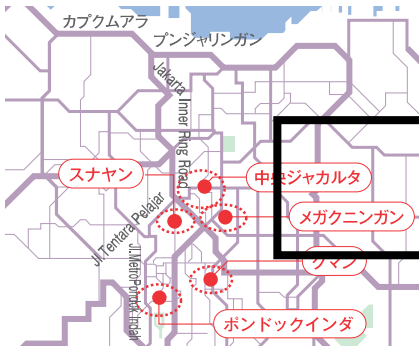 カプクムアラ
プンジャリンガン
Jakarta Inner Ring Road
スナヤン
中央ジャカルタ
Jl.Tentara Pelajar
メガクニンガン
Jl.MetroPondok Indah
クマン
ポンドックインダ